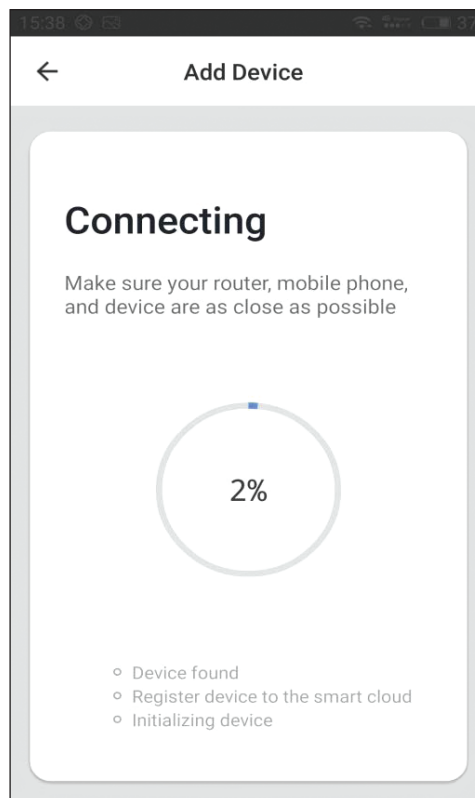 15:38 37
Add Device
Connecting
Make sure your router, mobile phone,
and device are as close as possible
2%
Device found
Register device to the smart cloud
Initializing device